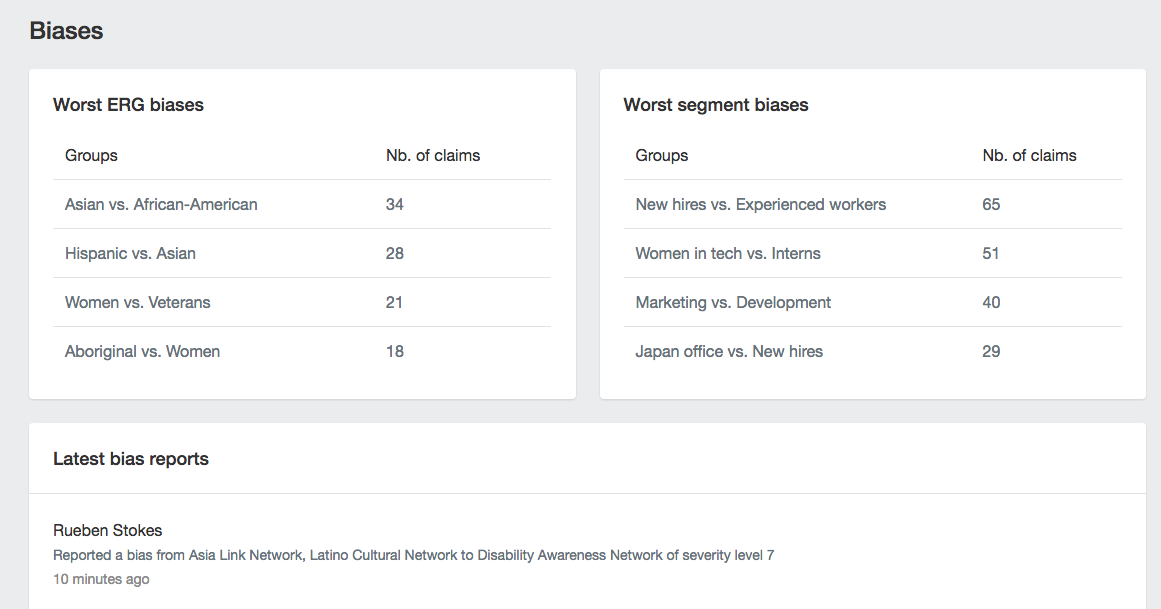 Biases
Worst ERG biases
Groups Nb. of claims
Asian vs. African-American 34
Hispanic vs. Asian 28
Women vs. Veterans 21
Aboriginal vs. Women 18
Worst segment biases
Groups Nb. of claims
New hires vs. Experienced workers 65
Women in tech vs. Interns 51
Marketing vs. Development 40
Japan office vs. New hires 29
Latest bias reports
Rueben Stokes
Reported a bias from Asia Link Network, Latino Cultural Network to Disability Awareness Network of severity level 7
10 minutes ago